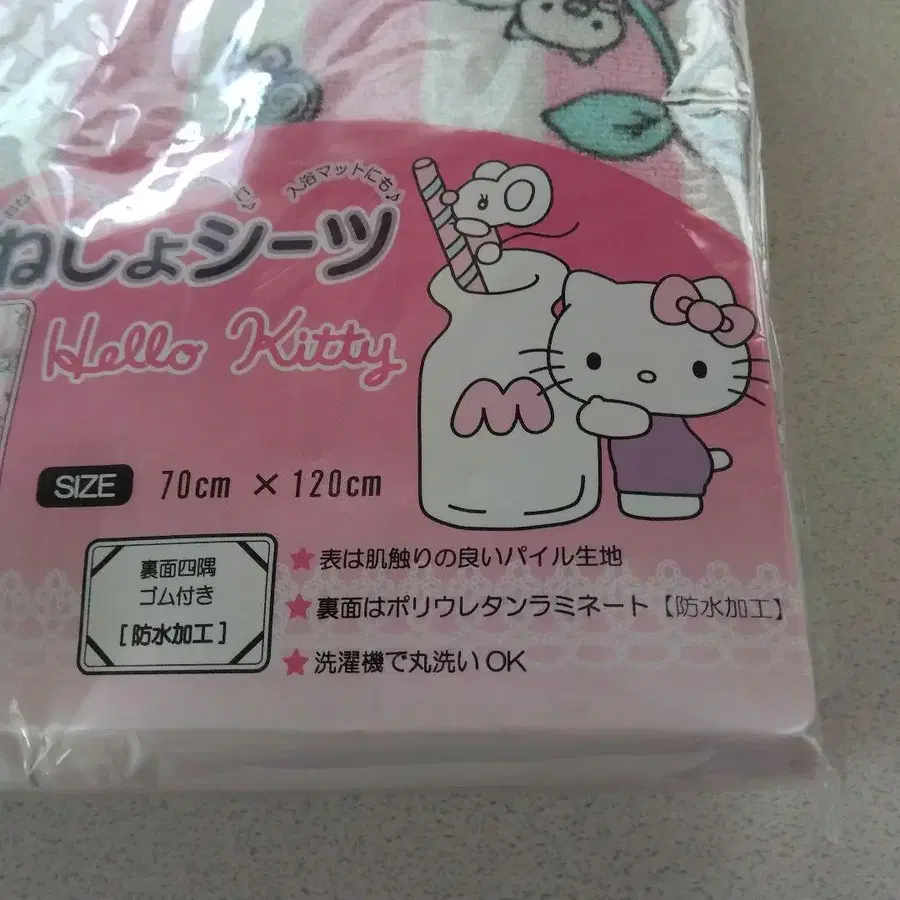 入浴マットにも♪
ねしょシーツ
Hello Kitty
M
SIZE 70cm × 120cm
裏面四隅
ゴム付き
[防水加工]
★ 表は肌触りの良いパイル生地
★ 裏面はポリウレタンラミネート【防水加工】
★ 洗濯機で丸洗いOK